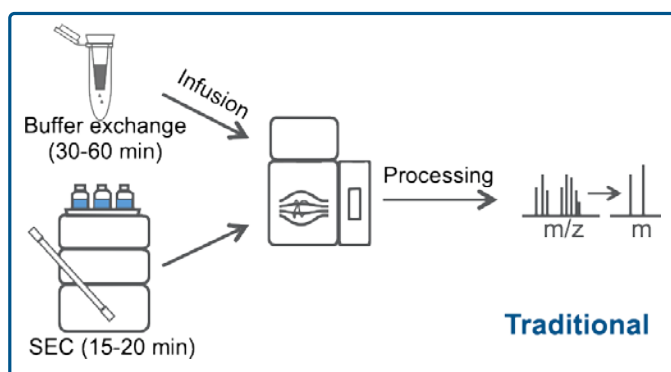 Buffer exchange
(30-60 min)
Infusion
SEC (15-20 min)
Processing
m/z
m
Traditional